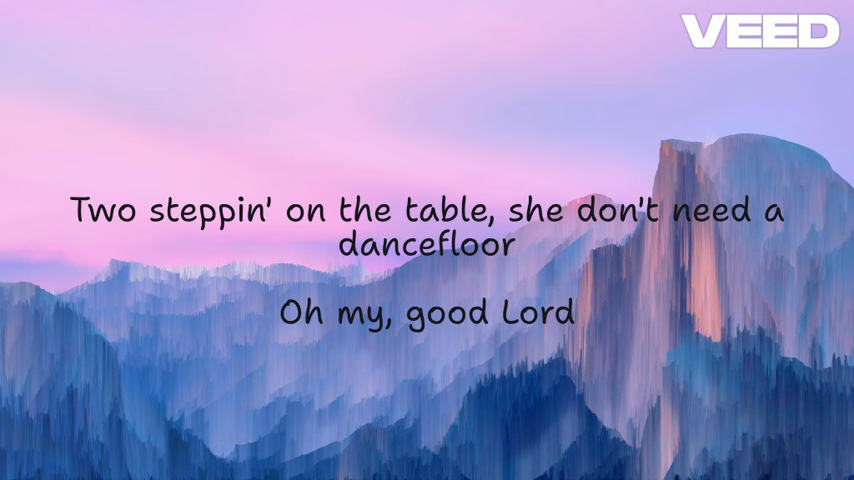 VEED
Two steppin' on the table, she don't need a
dancefloor
Oh my, good Lord